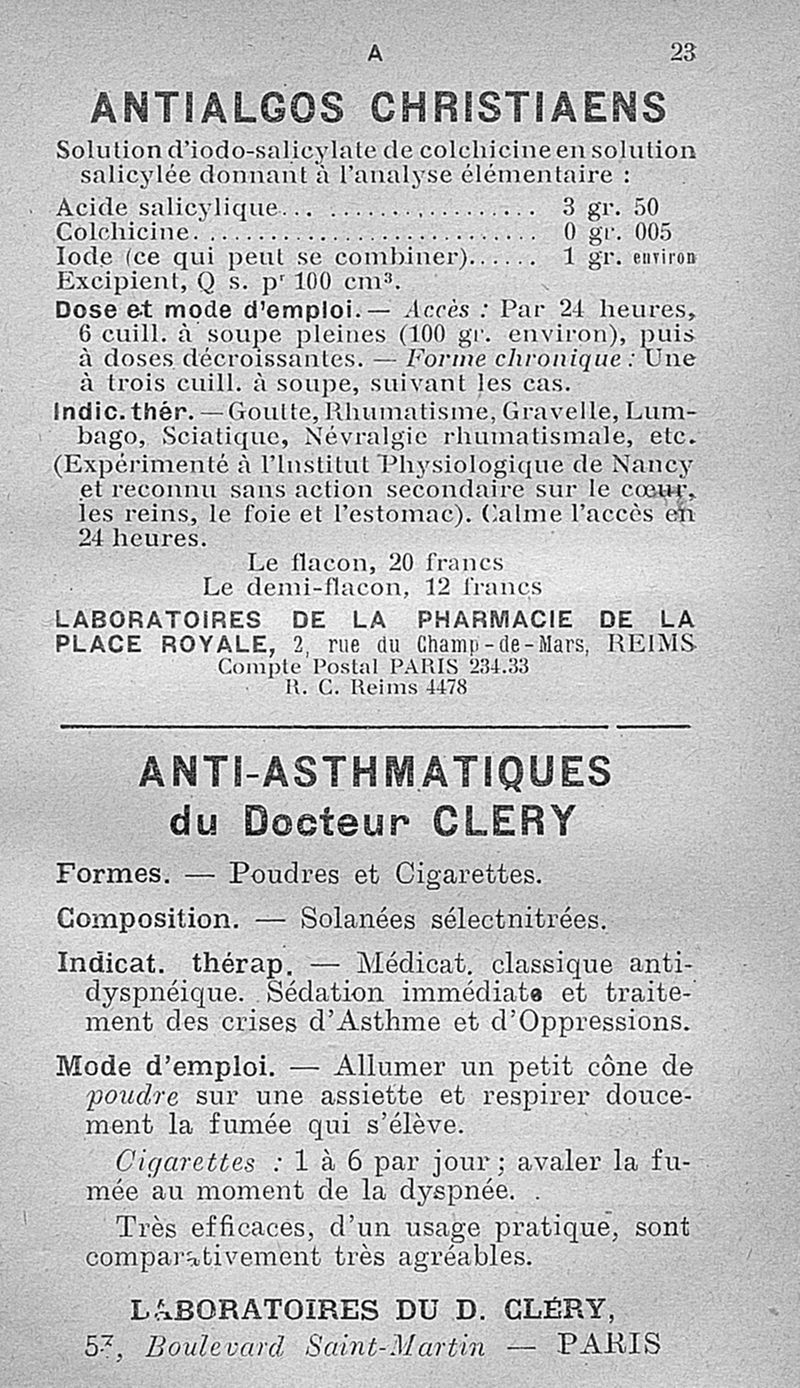 A 23
ANTIALGOS CHRISTIAENS
Solution d'iodo-salicylate de colchicine en solution
salicylée donnant à l'analyse élémentaire :
Acide salicylique... .................. 3 gr. 50
Colchicine. ............................ 0 gr. 005
Iode (ce qui peut se combiner)...... 1 gr. environ
Excipient, Q s. pr 100 cm³.
Dose et mode d'emploi. — Accès : Par 24 heures,
6 cuill. à soupe pleines (100 gr. environ), puis
à doses décroissantes. — Forme chronique : Une
à trois cuill. à soupe, suivant les cas.
Indic. thér. — Goutte, Rhumatisme, Gravelle, Lum-
bago, Sciatique, Névralgie rhumatismale, etc.
(Expérimenté à l'Institut Physiologique de Nancy
et reconnu sans action secondaire sur le cœur,
les reins, le foie et l'estomac). Calme l'accès en
24 heures.
Le flacon, 20 francs
Le demi-flacon, 12 francs
LABORATOIRES DE LA PHARMACIE DE LA
PLACE ROYALE, 2, rue du Champ-de-Mars, REIMS
Compte Postal PARIS 234.33
R. C. Reims 4478
ANTI-ASTHMATIQUES
du Docteur CLERY
Formes. — Poudres et Cigarettes.
Composition. — Solanées sélectnitrées.
Indicat. thérap. — Médicat. classique anti-
dyspnéique. Sédation immédiate et traite-
ment des crises d'Asthme et d'Oppressions.
Mode d'emploi. — Allumer un petit cône de
poudre sur une assiette et respirer douce-
ment la fumée qui s'élève.
Cigarettes : 1 à 6 par jour ; avaler la fu-
mée au moment de la dyspnée.
Très efficaces, d'un usage pratique, sont
comparativement très agréables.
LABORATOIRES DU D. CLÉRY,
57, Boulevard Saint-Martin — PARIS